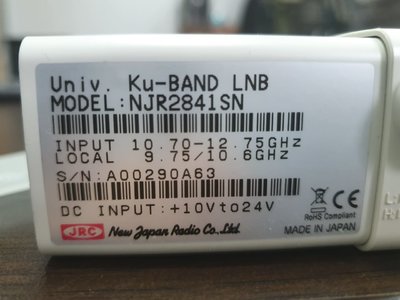 Univ. Ku-BAND LNB
MODEL:NJR2841SN
INPUT 10.70-12.75GHz
LOCAL 9.75/10.6GHz
S/N:A00290A63
DC INPUT:+10Vto24V
RoHS Compliant
CE
JRC New Japan Radio Co.,Ltd.
MADE IN JAPAN